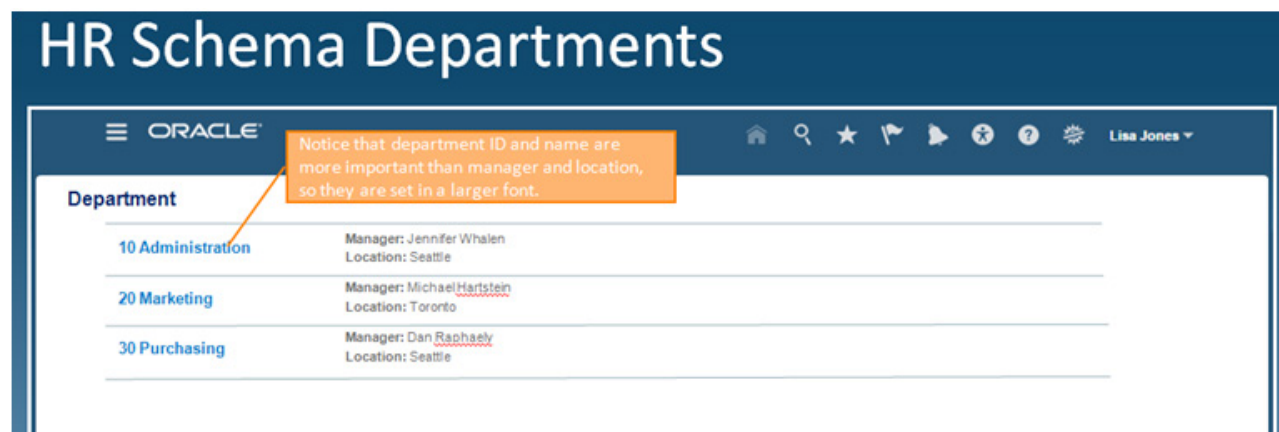 HR Schema Departments
ORACLE
Lisa Jones
Notice that department ID and name are
more important than manager and location,
so they are set in a larger font.
Department
10 Administration
Manager: Jennifer Whalen
Location: Seattle
20 Marketing
Manager: Michael Hartstein
Location: Toronto
30 Purchasing
Manager: Dan Raphaely
Location: Seattle